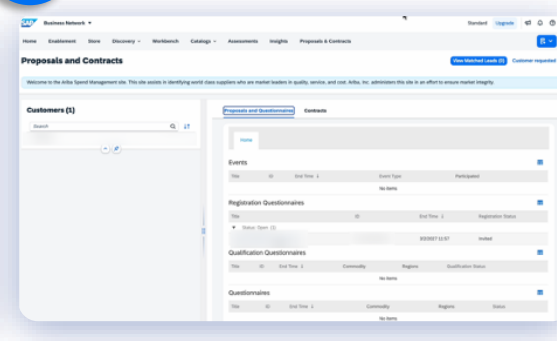 SAP Business Network
Standard Upgrade
Home Enablement Store Discovery Workbench Catalogs Assessments Insights Proposals & Contracts
Proposals and Contracts
View Matched Leads (0) Customer requested
Welcome to the Ariba Spend Management site. This site assists in identifying world class suppliers who are market leaders in quality, service, and cost. Ariba, Inc. administers this site in an effort to ensure market integrity.
Customers (1)
Search
Proposals and Questionnaires Contracts
Home
Events
Title ID End Time ↓ Event Type Participated
No items
Registration Questionnaires
Title ID End Time ↓ Registration Status
Status: Open (1)
Invited
Qualification Questionnaires
Title ID End Time ↓ Commodity Regions Qualification Status
No items
Questionnaires
Title ID End Time ↓ Commodity Regions Status
No items